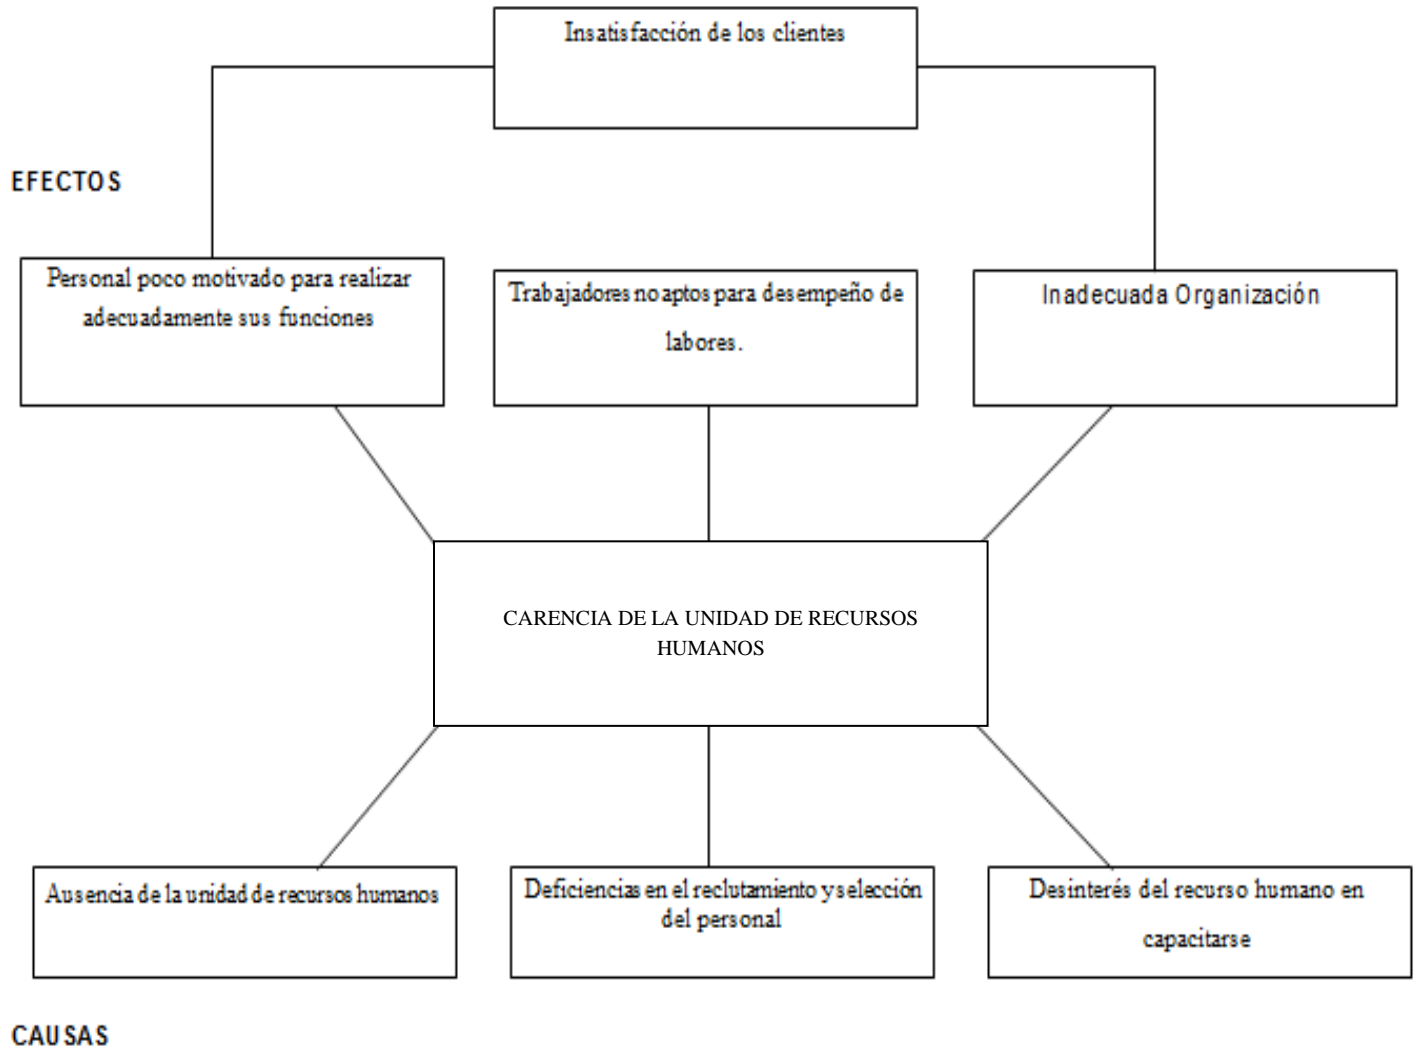 Insatisfacción de los clientes
EFECTOS
Personal poco motivado para realizar
adecuadamente sus funciones
Trabajadores no aptos para desempeño de
labores.
Inadecuada Organización
CARENCIA DE LA UNIDAD DE RECURSOS
HUMANOS
Ausencia de la unidad de recursos humanos
Deficiencias en el reclutamiento y selección
del personal
Desinterés del recurso humano en
capacitarse
CAUSAS